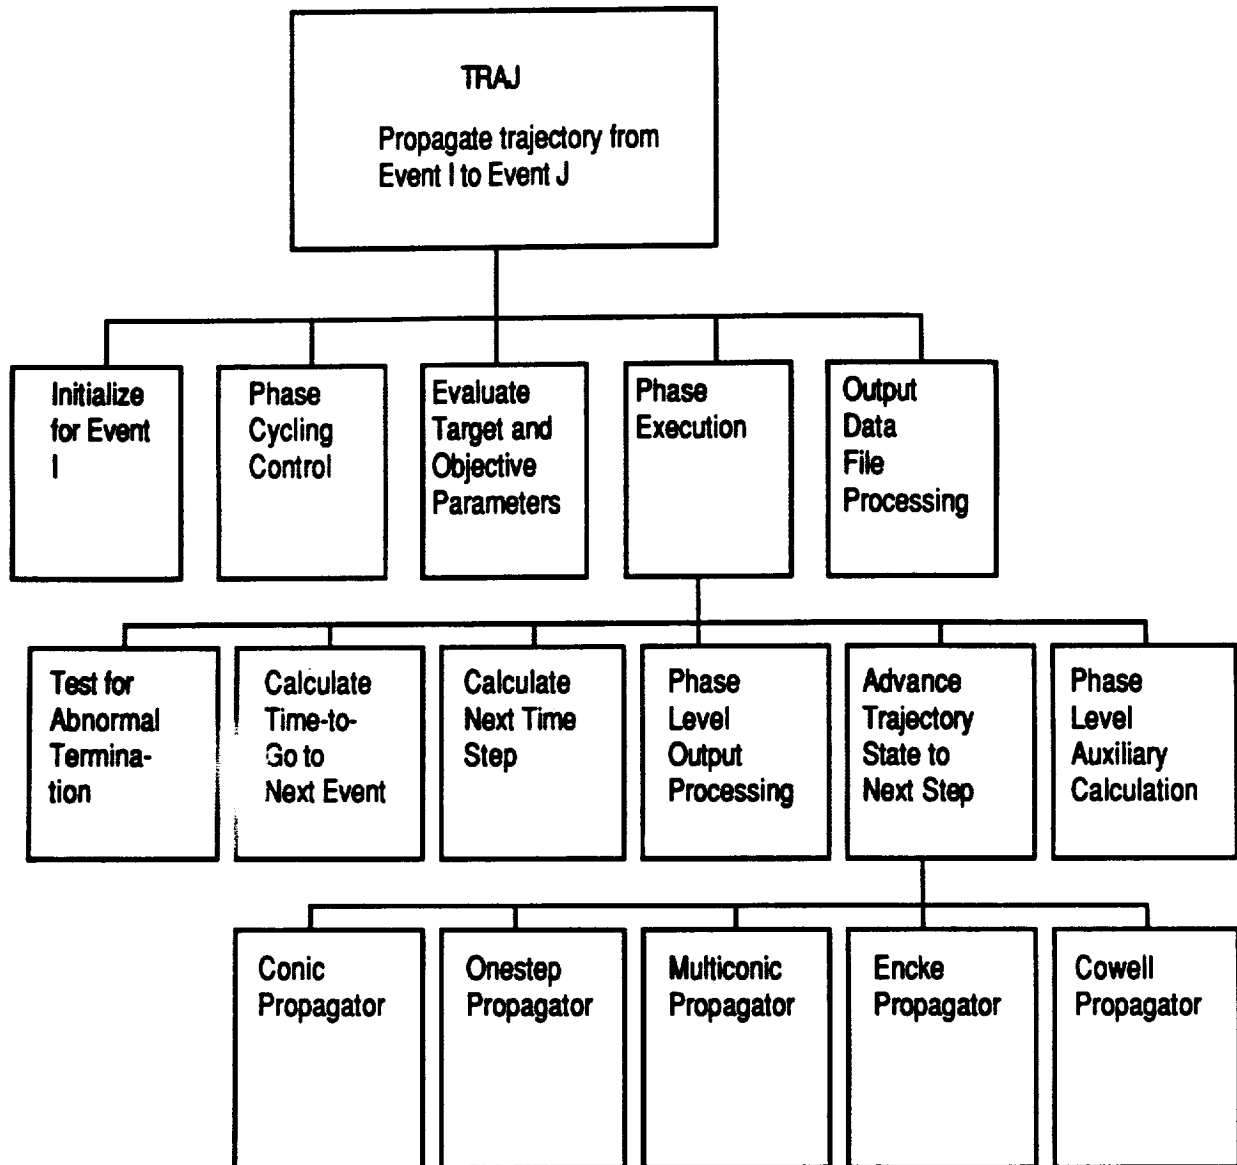 TRAJ
Propagate trajectory from
Event I to Event J
Initialize
for Event
I
Phase
Cycling
Control
Evaluate
Target and
Objective
Parameters
Phase
Execution
Output
Data
File
Processing
Test for
Abnormal
Termina-
tion
Calculate
Time-to-
Go to
Next Event
Calculate
Next Time
Step
Phase
Level
Output
Processing
Advance
Trajectory
State to
Next Step
Phase
Level
Auxiliary
Calculation
Conic
Propagator
Onestep
Propagator
Multiconic
Propagator
Encke
Propagator
Cowell
Propagator